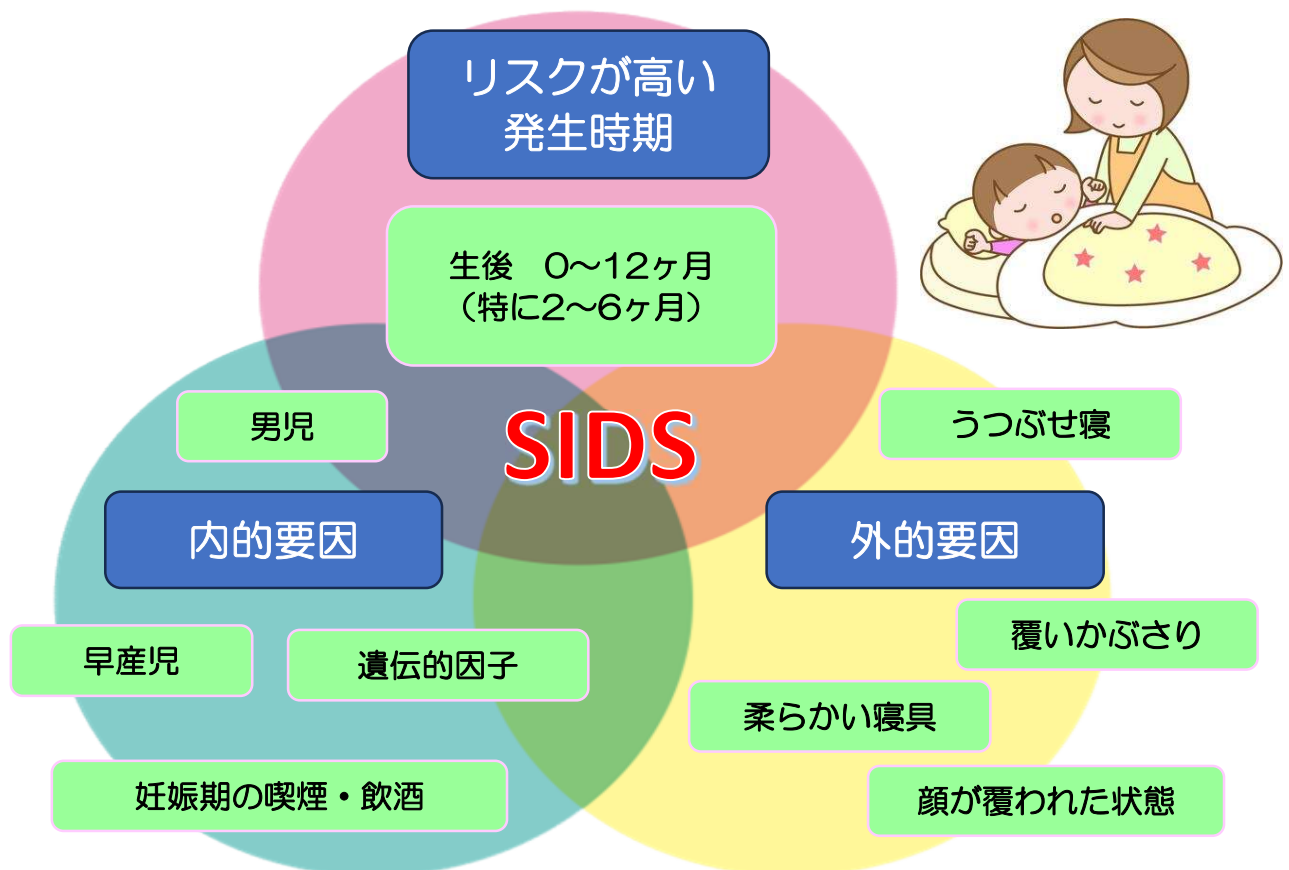 リスクが高い
発生時期
生後　0～12ヶ月
（特に2～6ヶ月）
SIDS
男児
うつぶせ寝
内的要因
外的要因
早産児
遺伝的因子
覆いかぶさり
柔らかい寝具
妊娠期の喫煙・飲酒
顔が覆われた状態